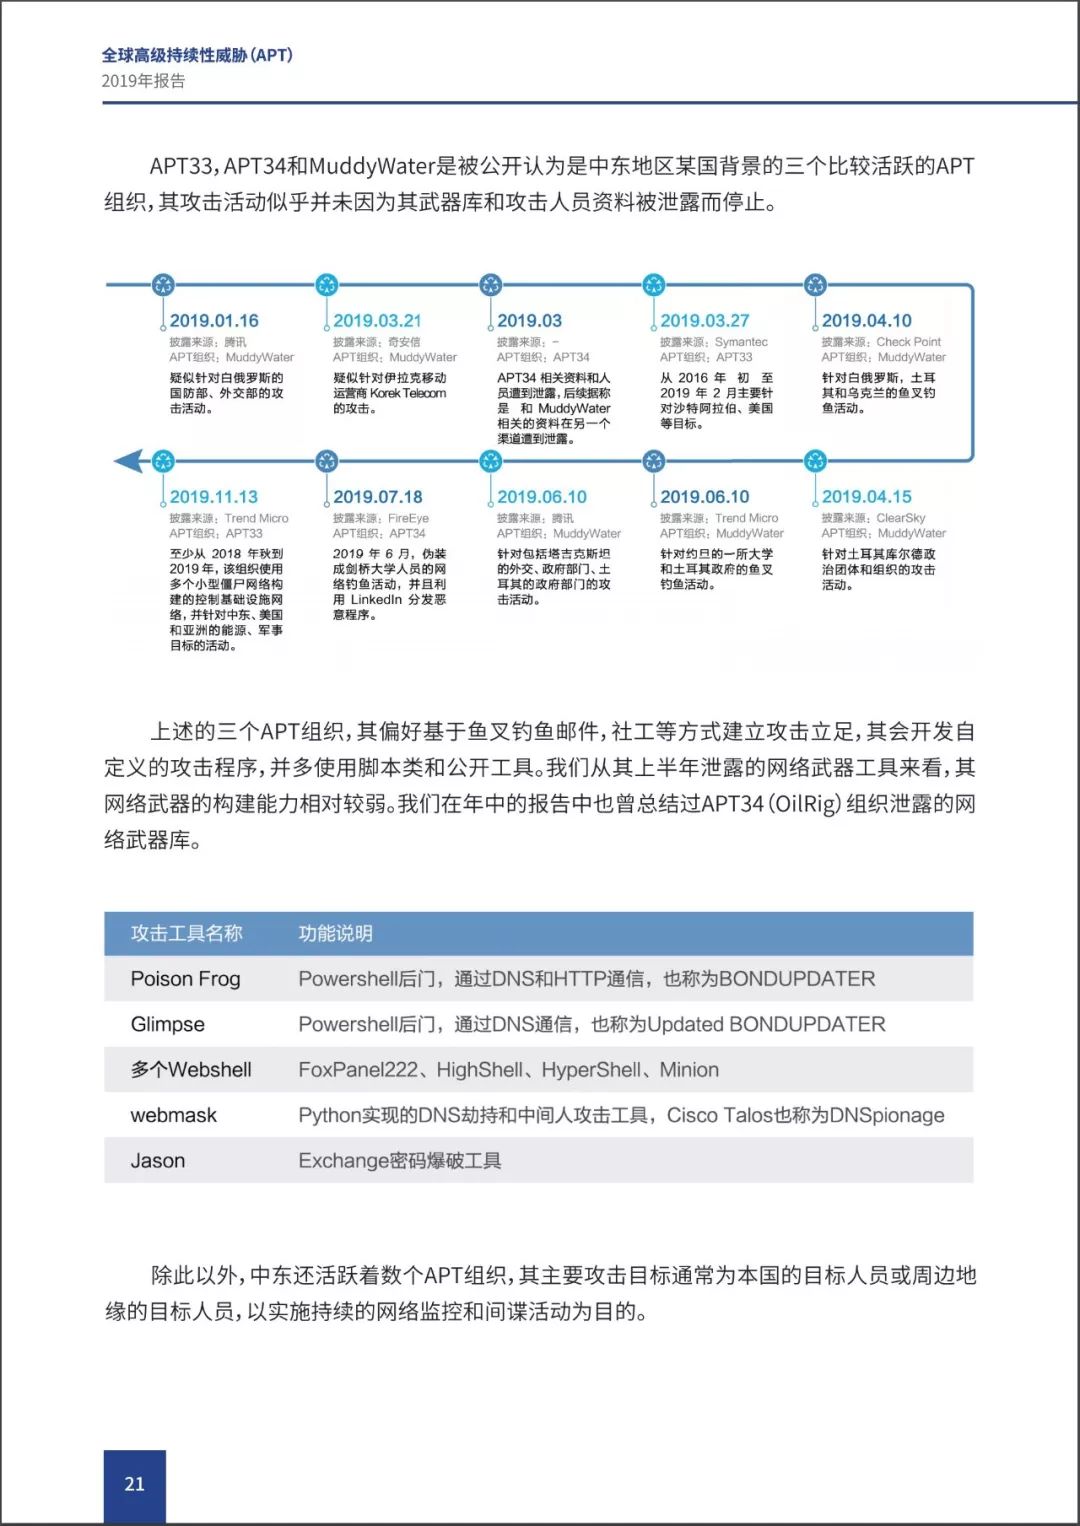 全球高级持续性威胁（APT）
2019年报告
APT33，APT34和MuddyWater是被公开认为是中东地区某国背景的三个比较活跃的APT
组织，其攻击活动似乎并未因为其武器库和攻击人员资料被泄露而停止。
2019.01.16
披露来源：腾讯
APT组织：MuddyWater
疑似针对白俄罗斯的
国防部、外交部的攻
击活动。
2019.03.21
披露来源：奇安信
APT组织：MuddyWater
疑似针对伊拉克移动
运营商 Korek Telecom
的攻击。
2019.03
披露来源：–
APT组织：APT34
APT34 相关资料和人
员遭到泄露，后续据称
是 和 MuddyWater
相关的资料在另一个
渠道遭到泄露。
2019.03.27
披露来源：Symantec
APT组织：APT33
从 2016 年 初 至
2019 年 2 月主要针
对沙特阿拉伯、美国
等目标。
2019.04.10
披露来源：Check Point
APT组织：MuddyWater
针对白俄罗斯，土耳
其和乌克兰的鱼叉钓
鱼活动。
2019.11.13
披露来源：Trend Micro
APT组织：APT33
至少从 2018 年秋到
2019 年，该组织使用
多个小型僵尸网络构
建的控制基础设施网
络，并针对中东、美国
和亚洲的能源、军事
目标的活动。
2019.07.18
披露来源：FireEye
APT组织：APT34
2019 年 6 月，伪装
成剑桥大学人员的网
络钓鱼活动，并且利
用 LinkedIn 分发恶
意程序。
2019.06.10
披露来源：腾讯
APT组织：MuddyWater
针对包括塔吉克斯坦
的外交、政府部门、土
耳其的政府部门的攻
击活动。
2019.06.10
披露来源：Trend Micro
APT组织：MuddyWater
针对约旦的一所大学
和土耳其政府的鱼叉
钓鱼活动。
2019.04.15
披露来源：ClearSky
APT组织：MuddyWater
针对土耳其库尔德政
治团体和组织的攻击
活动。
上述的三个APT组织，其偏好基于鱼叉钓鱼邮件，社工等方式建立攻击立足，其会开发自
定义的攻击程序，并多使用脚本类和公开工具。我们从其上半年泄露的网络武器工具来看，其
网络武器的构建能力相对较弱。我们在年中的报告中也曾总结过APT34（OilRig）组织泄露的网
络武器库。
攻击工具名称 功能说明
Poison Frog Powershell后门，通过DNS和HTTP通信，也称为BONDUPDATER
Glimpse Powershell后门，通过DNS通信，也称为Updated BONDUPDATER
多个Webshell FoxPanel222、HighShell、HyperShell、Minion
webmask Python实现的DNS劫持和中间人攻击工具，Cisco Talos也称为DNSpionage
Jason Exchange密码爆破工具
除此以外，中东还活跃着数个APT组织，其主要攻击目标通常为本国的目标人员或周边地
缘的目标人员，以实施持续的网络监控和间谍活动为目的。
21